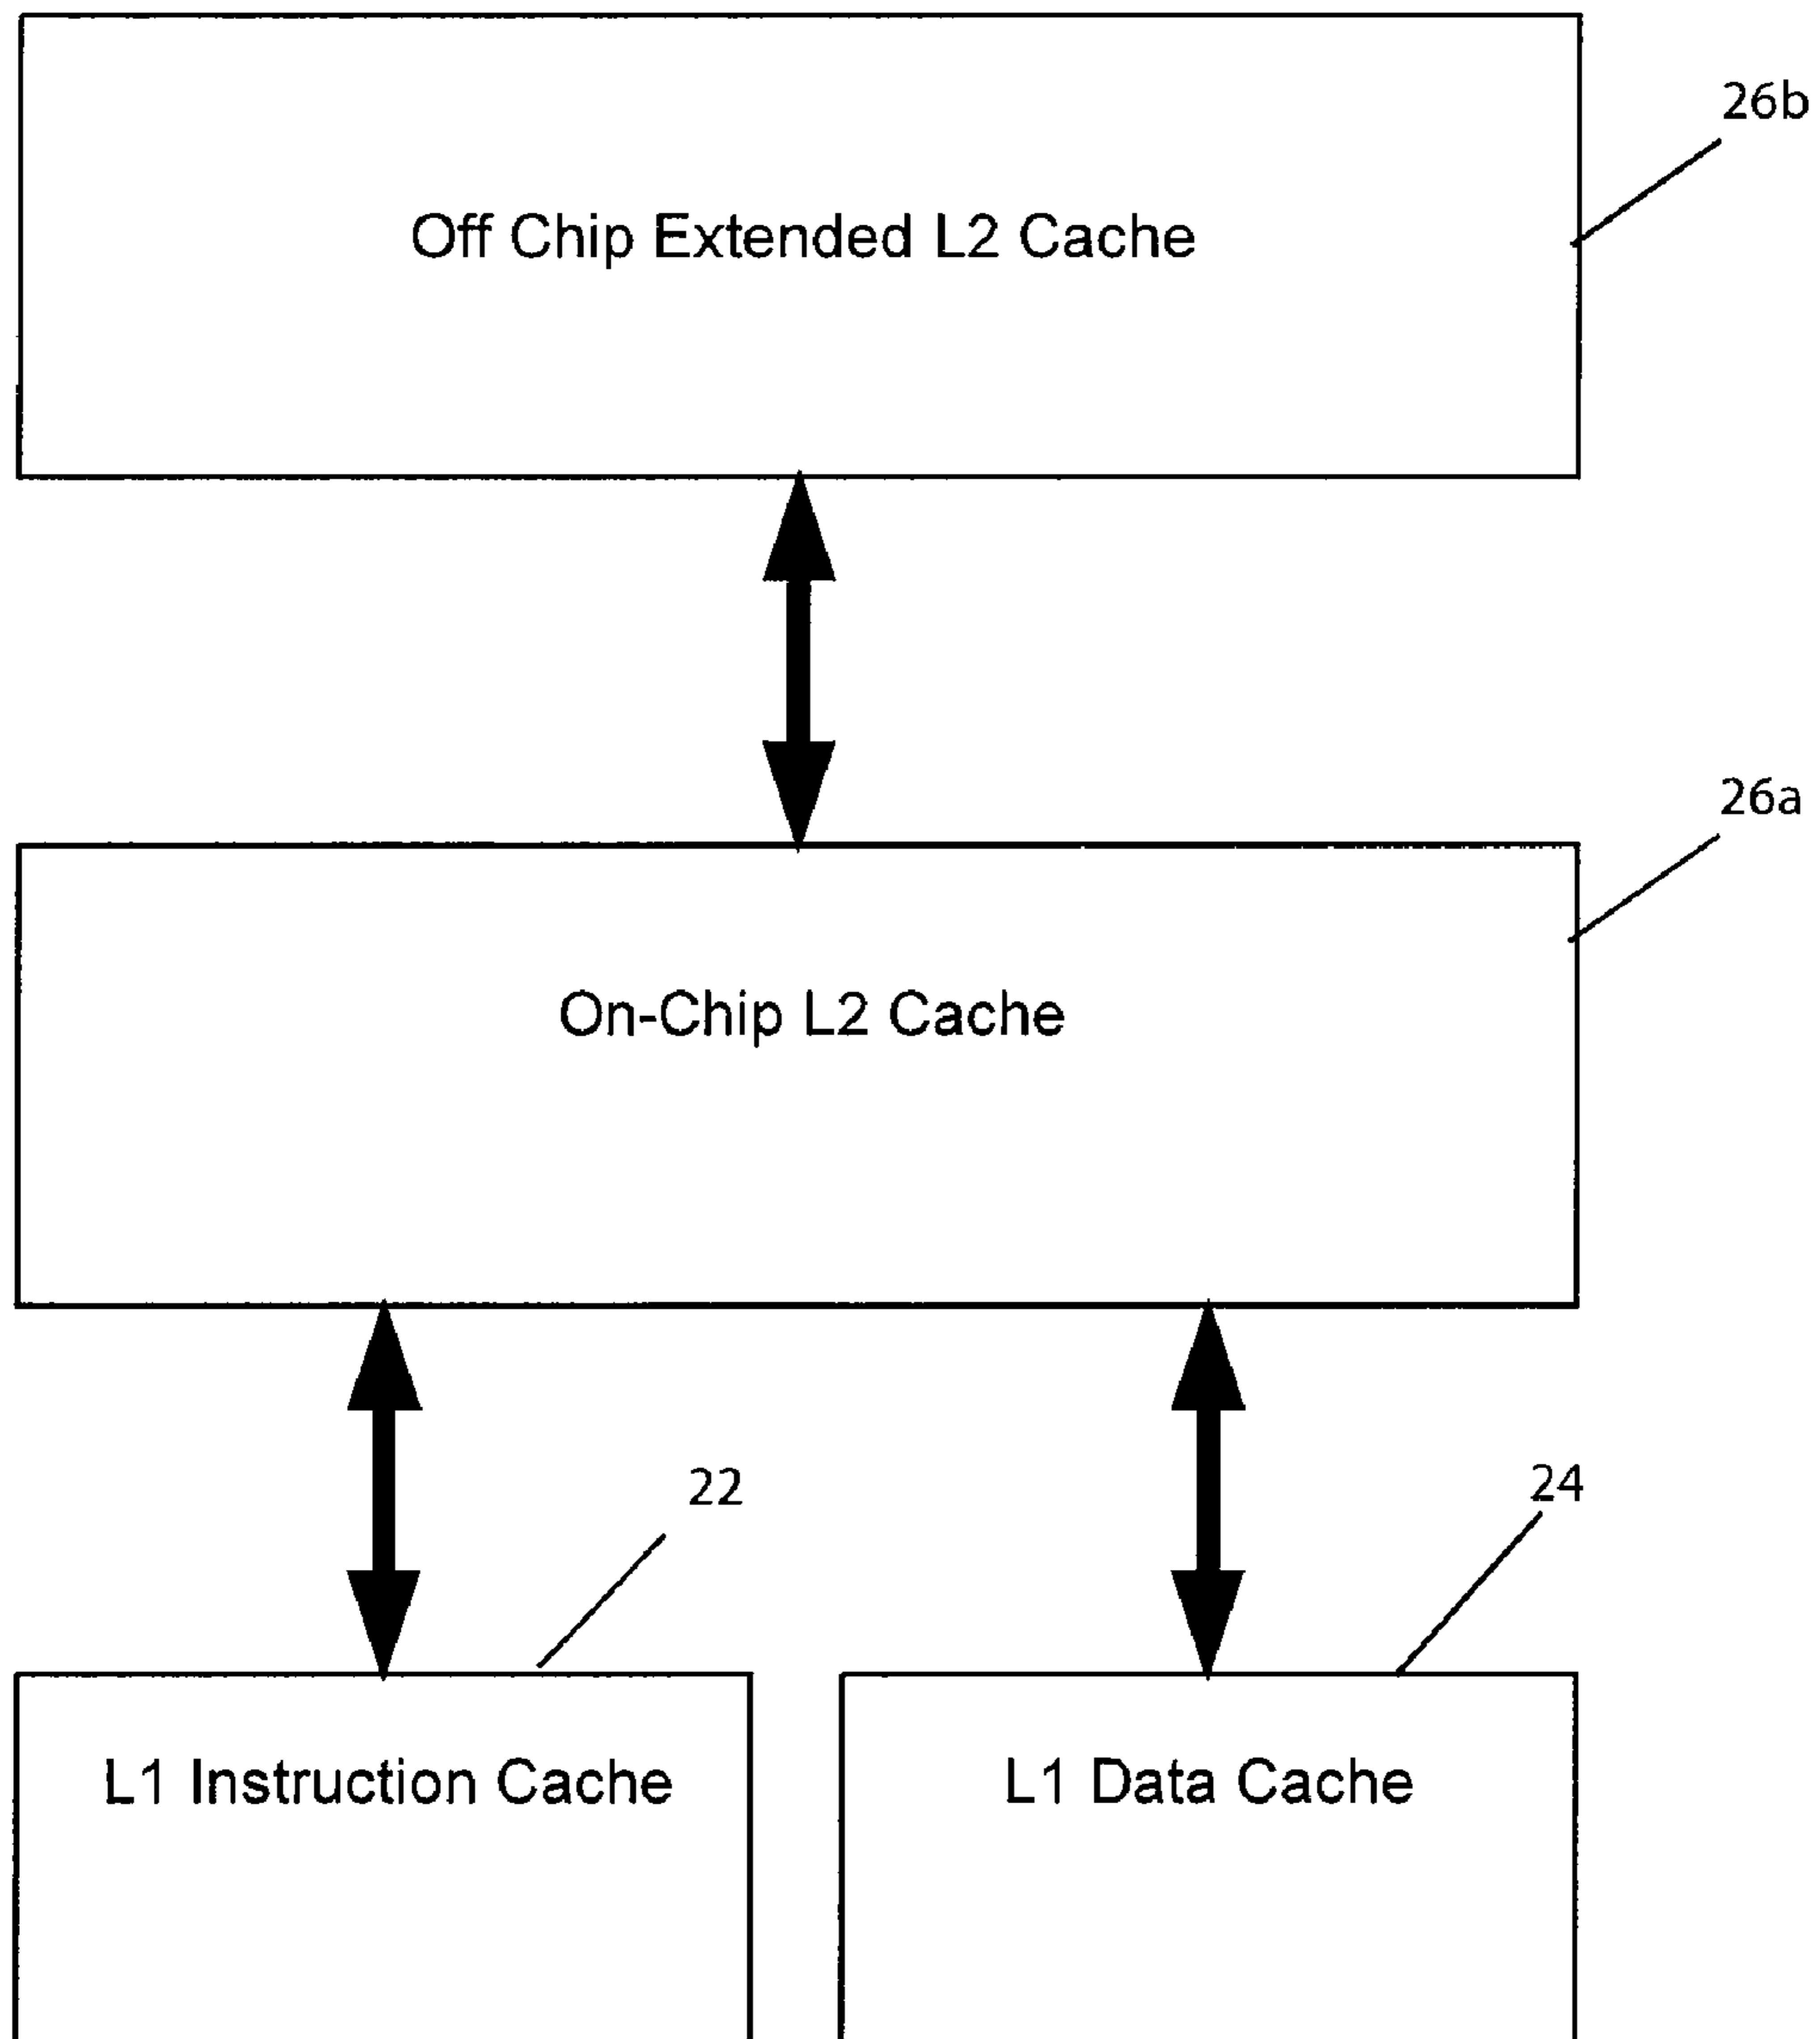 26b
Off Chip Extended L2 Cache
26a
On-Chip L2 Cache
22
24
L1 Instruction Cache
L1 Data Cache